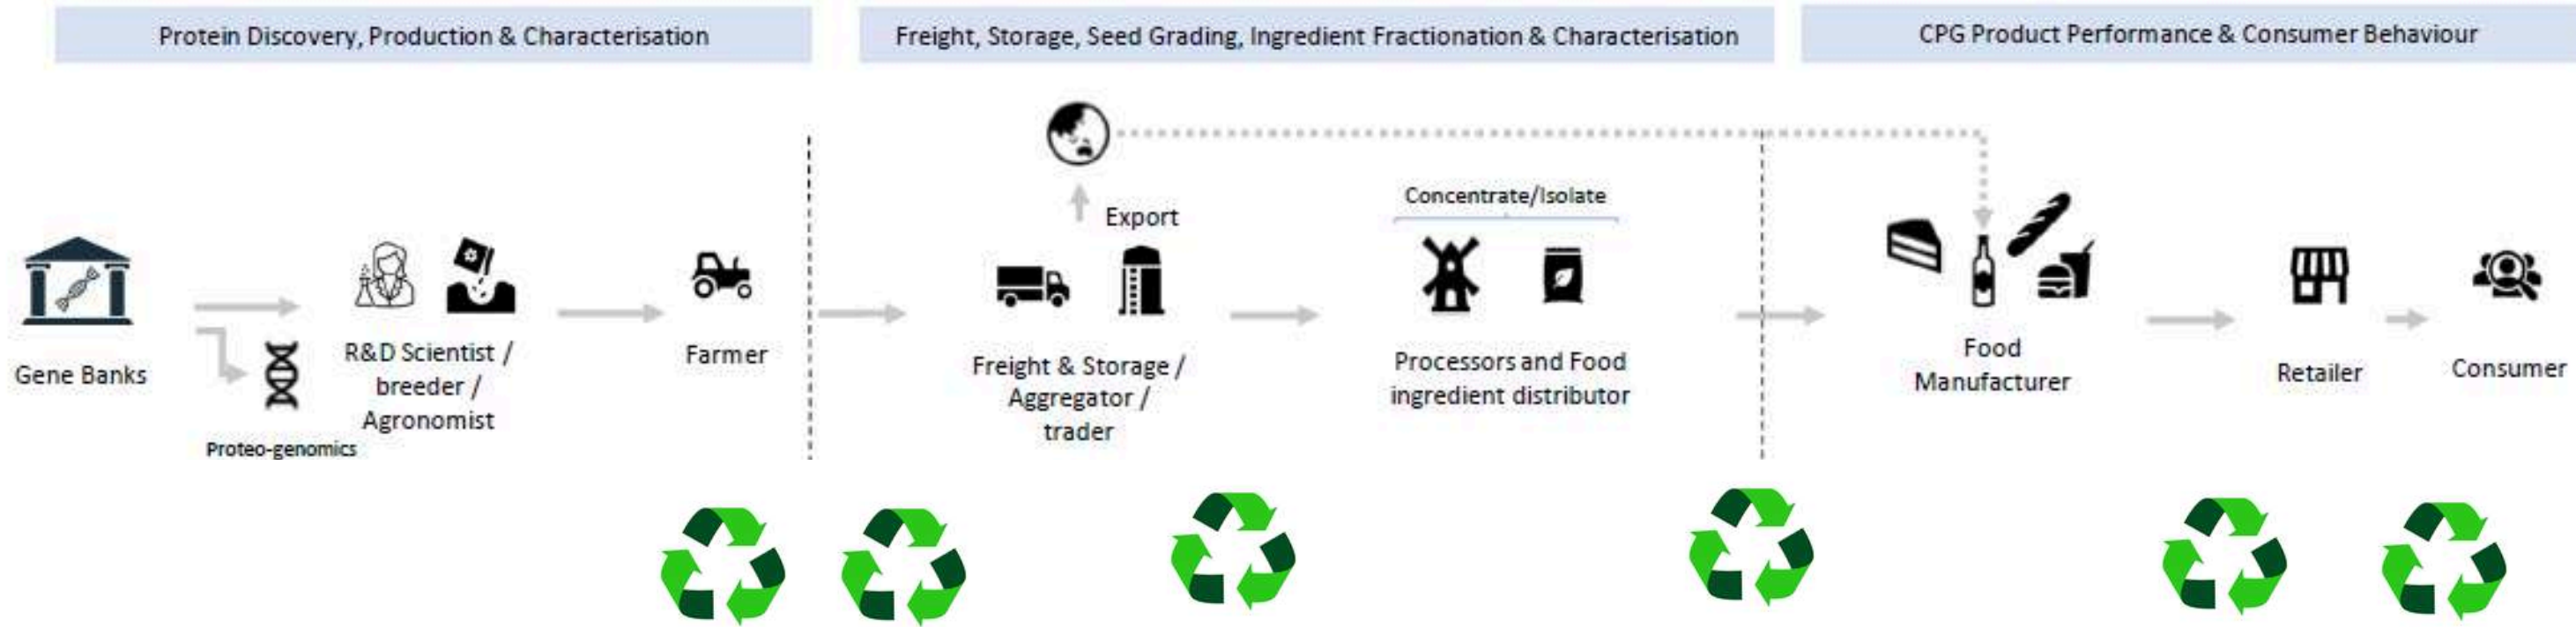 Protein Discovery, Production & Characterisation
Freight, Storage, Seed Grading, Ingredient Fractionation & Characterisation
CPG Product Performance & Consumer Behaviour
Gene Banks
Proteo-genomics
R&D Scientist /
breeder /
Agronomist
Farmer
Export
Freight & Storage /
Aggregator /
trader
Concentrate/Isolate
Processors and Food
ingredient distributor
Food
Manufacturer
Retailer
Consumer